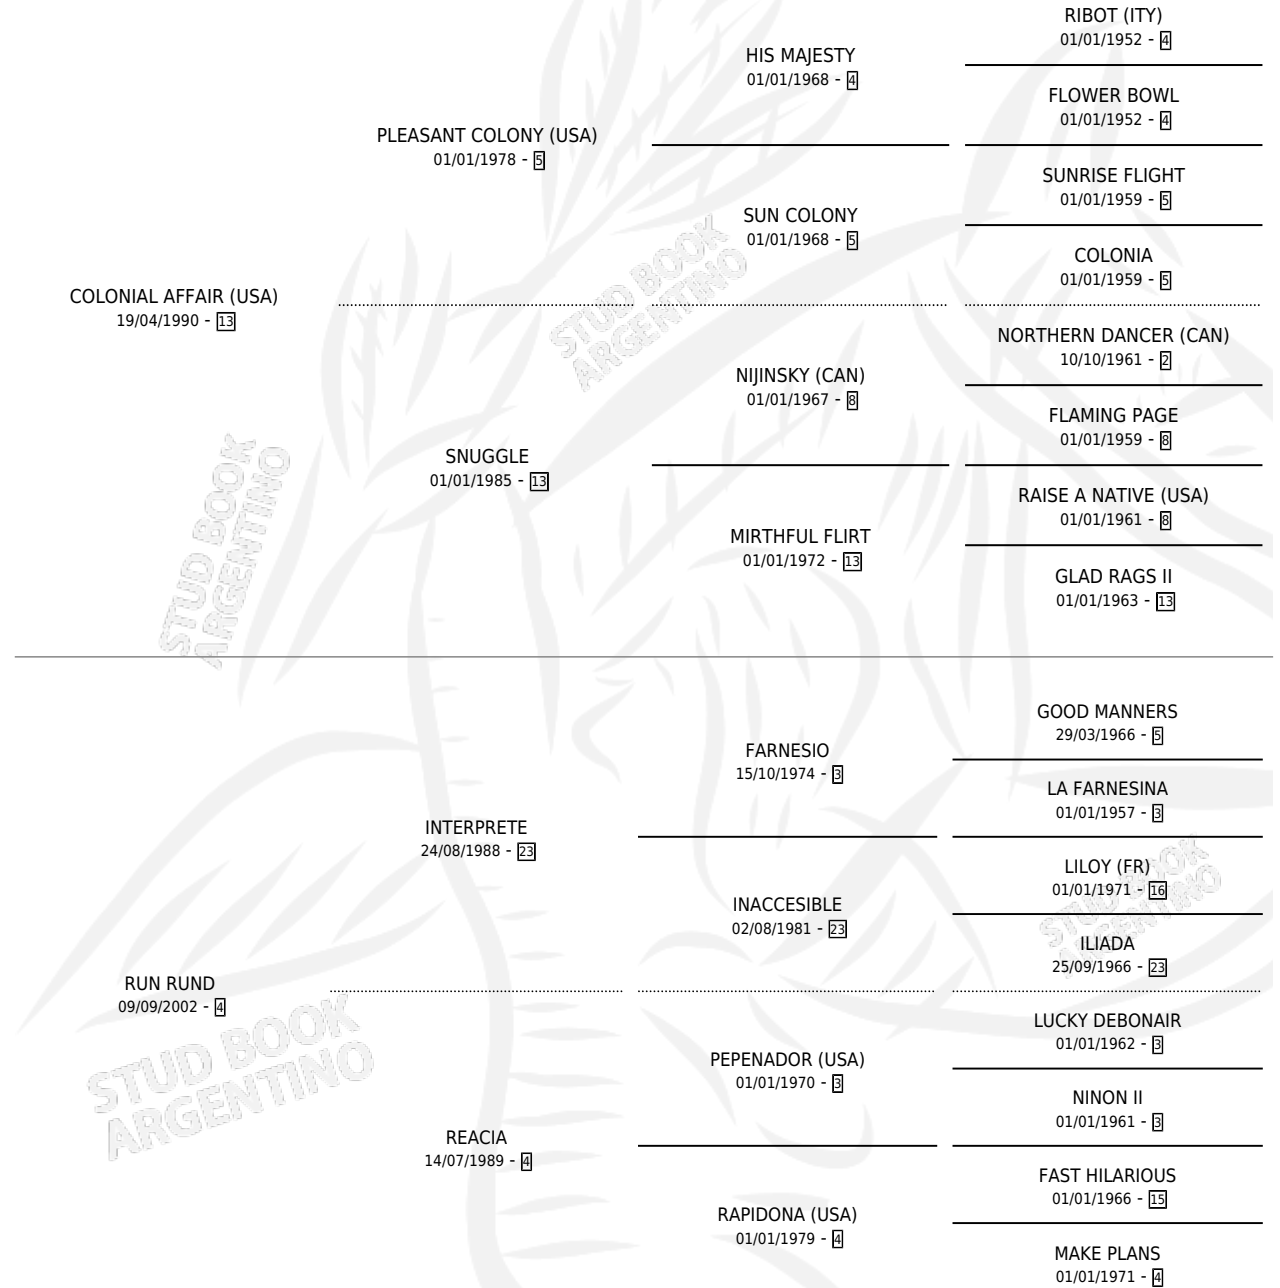 RIBOT (ITY)
01/01/1952 - 4
HIS MAJESTY
01/01/1968 - 4
FLOWER BOWL
01/01/1952 - 4
PLEASANT COLONY (USA)
01/01/1978 - 5
SUNRISE FLIGHT
01/01/1959 - 5
SUN COLONY
01/01/1968 - 5
COLONIA
01/01/1959 - 5
COLONIAL AFFAIR (USA)
19/04/1990 - 13
NORTHERN DANCER (CAN)
10/10/1961 - 2
NIJINSKY (CAN)
01/01/1967 - 8
FLAMING PAGE
01/01/1959 - 8
SNUGGLE
01/01/1985 - 13
RAISE A NATIVE (USA)
01/01/1961 - 8
MIRTHFUL FLIRT
01/01/1972 - 13
GLAD RAGS II
01/01/1963 - 13
STUD BOOK
ARGENTINO
STUD BOOK
ARGENTINO
GOOD MANNERS
29/03/1966 - 5
FARNESIO
15/10/1974 - 3
LA FARNESINA
01/01/1957 - 3
INTERPRETE
24/08/1988 - 23
LILOY (FR)
01/01/1971 - 16
INACCESIBLE
02/08/1981 - 23
ILIADA
25/09/1966 - 23
STUD BOOK
ARGENTINO
RUN RUND
09/09/2002 - 4
LUCKY DEBONAIR
01/01/1962 - 3
PEPENADOR (USA)
01/01/1970 - 3
NINON II
01/01/1961 - 3
STUD BOOK
ARGENTINO
REACIA
14/07/1989 - 4
FAST HILARIOUS
01/01/1966 - 15
RAPIDONA (USA)
01/01/1979 - 4
MAKE PLANS
01/01/1971 - 4